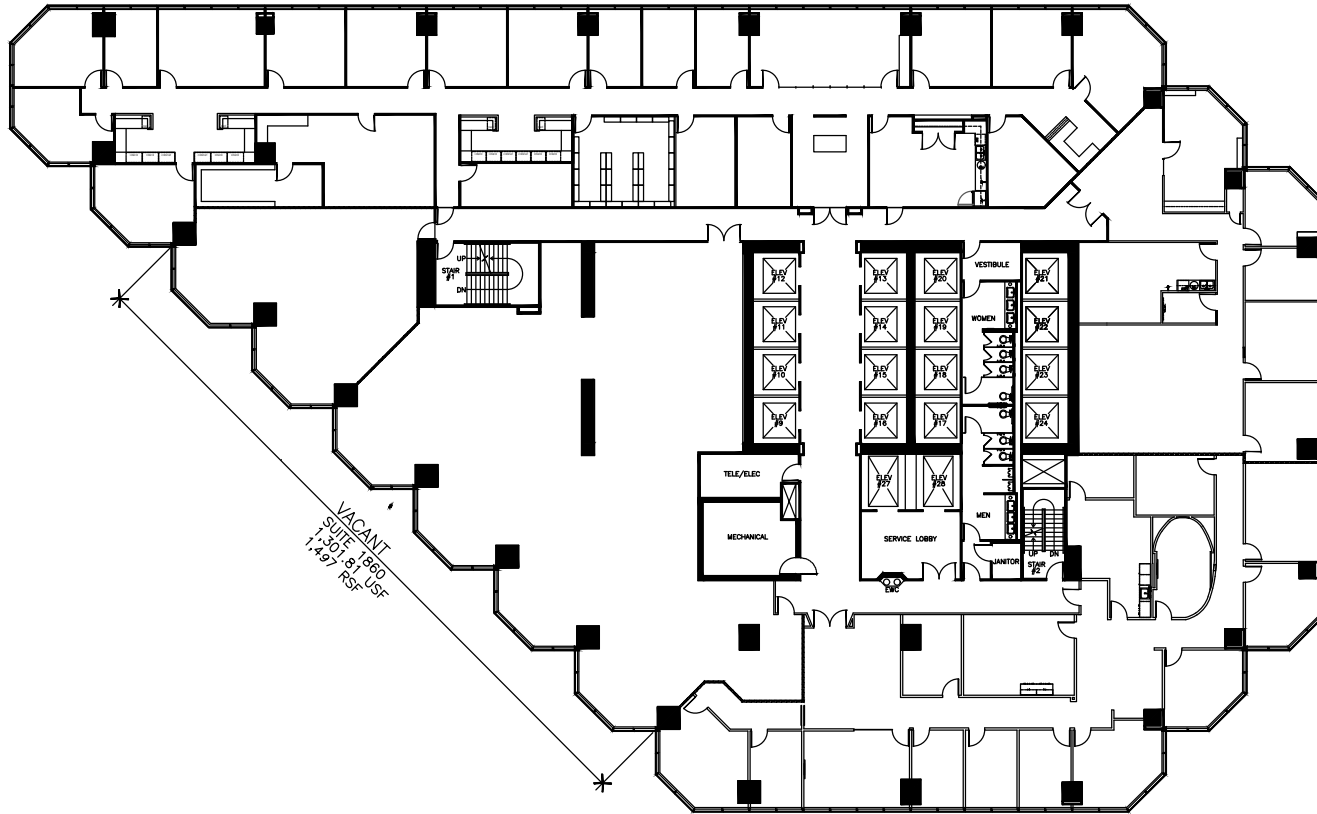 UP
STAIR
#1
DN
ELEV
#12
ELEV
#13
ELEV
#20
VESTIBULE
ELEV
#21
ELEV
#11
ELEV
#14
ELEV
#19
WOMEN
ELEV
#22
ELEV
#10
ELEV
#15
ELEV
#18
ELEV
#23
ELEV
#9
ELEV
#16
ELEV
#17
ELEV
#24
TELE/ELEC
ELEV
#27
ELEV
#28
MECHANICAL
SERVICE LOBBY
MEN
JANITOR
UP
DN
STAIR
#2
EWC
VACANT
SUITE 1860
1,301.81 USF
1,497 RSF